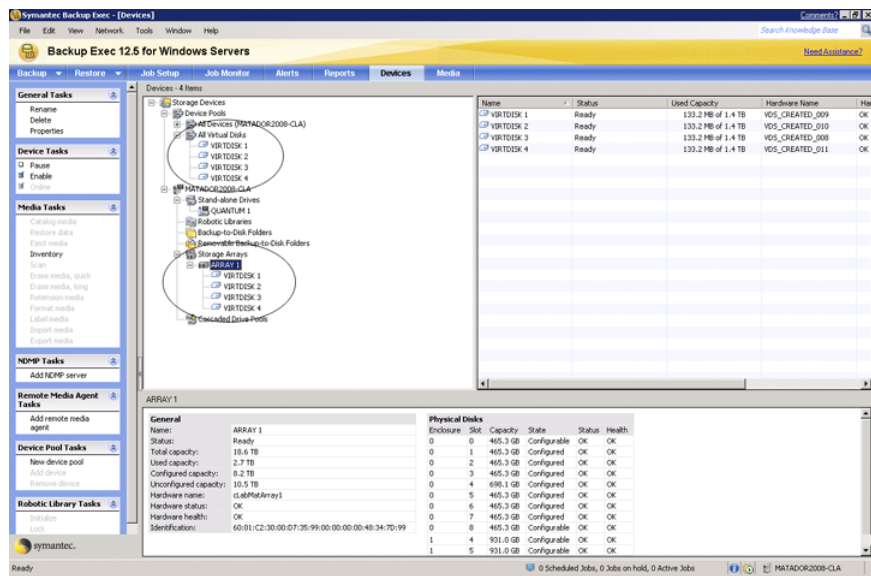 Symantec Backup Exec - [Devices]
Comments?
File Edit View Network Tools Window Help
Search Knowledge Base
Backup Exec 12.5 for Windows Servers
Need Assistance?
Backup Restore Job Setup Job Monitor Alerts Reports Devices Media
General Tasks
Rename
Delete
Properties
Device Tasks
Pause
Enable
Online
Media Tasks
Catalog media
Restore data
Eject media
Inventory
Scan
Erase media, quick
Erase media, long
Retension media
Format media
Label media
Import media
Export media
NDMP Tasks
Add NDMP server
Remote Media Agent Tasks
Add remote media agent
Device Pool Tasks
New device pool
Add device
Remove device
Robotic Library Tasks
Initialize
Lock
symantec.
Devices - 4 Items
Storage Devices
Device Pools
All Devices (MATADOR2008-CLA)
All Virtual Disks
VIRTDISK 1
VIRTDISK 2
VIRTDISK 3
VIRTDISK 4
MATADOR2008-CLA
Stand-alone Drives
QUANTUM 1
Robotic Libraries
Backup-to-Disk Folders
Removable Backup-to-Disk Folders
Storage Arrays
ARRAY 1
VIRTDISK 1
VIRTDISK 2
VIRTDISK 3
VIRTDISK 4
Cascaded Drive Pools
Name Status Used Capacity Hardware Name Har
VIRTDISK 1 Ready 133.2 MB of 1.4 TB VDS_CREATED_009 OK
VIRTDISK 2 Ready 133.2 MB of 1.4 TB VDS_CREATED_010 OK
VIRTDISK 3 Ready 133.2 MB of 1.4 TB VDS_CREATED_008 OK
VIRTDISK 4 Ready 133.2 MB of 1.4 TB VDS_CREATED_011 OK
ARRAY 1
General
Name: ARRAY 1
Status: Ready
Total capacity: 18.6 TB
Used capacity: 2.7 TB
Configured capacity: 8.2 TB
Unconfigured capacity: 10.5 TB
Hardware name: cLabMatArray1
Hardware status: OK
Hardware health: OK
Identification: 60:01:C2:30:00:D7:35:99:00:00:00:00:48:34:7D:99
Physical Disks
Enclosure Slot Capacity State Status Health
0 0 465.3 GB Configurable OK OK
0 1 465.3 GB Configured OK OK
0 2 465.3 GB Configured OK OK
0 3 465.3 GB Configurable OK OK
0 4 698.1 GB Configured OK OK
0 5 465.3 GB Configured OK OK
0 6 465.3 GB Configured OK OK
0 7 465.3 GB Configured OK OK
0 8 465.3 GB Configurable OK OK
1 4 931.0 GB Configurable OK OK
1 5 931.0 GB Configurable OK OK
Ready
0 Scheduled Jobs, 0 Jobs on hold, 0 Active Jobs
MATADOR2008-CLA